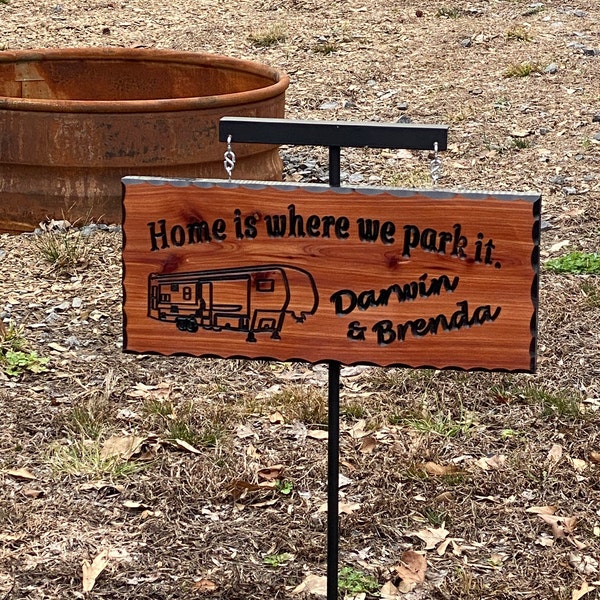 Home is where we park it.
Darwin
& Brenda